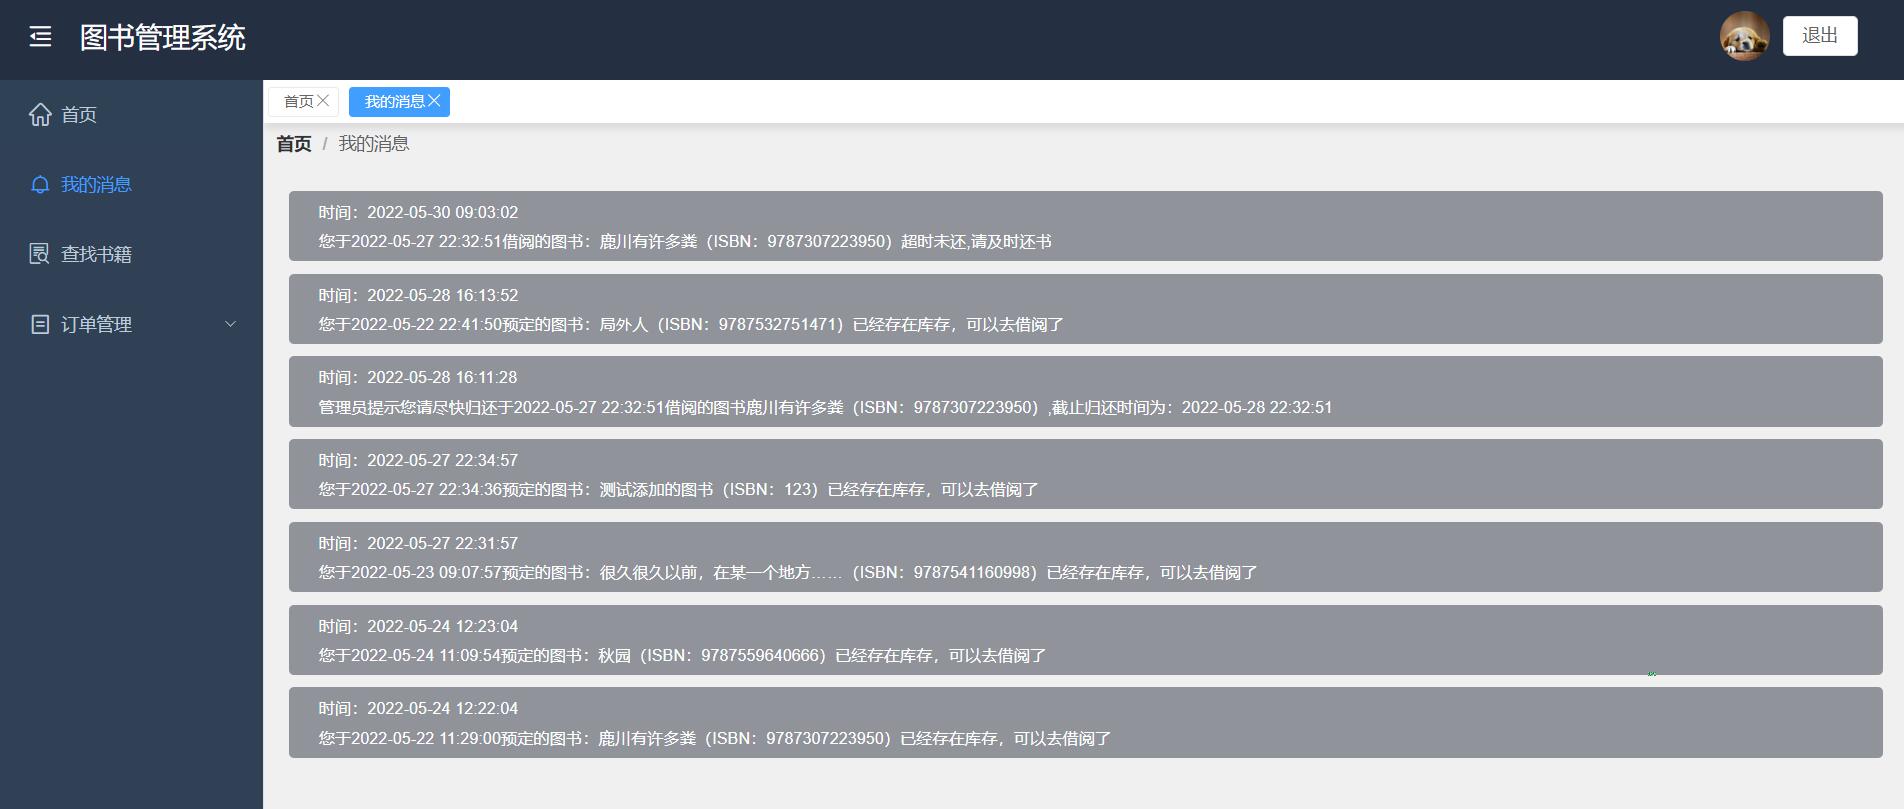 图书管理系统
退出
首页
我的消息
查找书籍
订单管理
首页
我的消息
首页 / 我的消息
时间：2022-05-30 09:03:02
您于2022-05-27 22:32:51借阅的图书：鹿川有许多粪（ISBN：9787307223950）超时未还,请及时还书
时间：2022-05-28 16:13:52
您于2022-05-22 22:41:50预定的图书：局外人（ISBN：9787532751471）已经存在库存，可以去借阅了
时间：2022-05-28 16:11:28
管理员提示您请尽快归还于2022-05-27 22:32:51借阅的图书鹿川有许多粪（ISBN：9787307223950）,截止归还时间为：2022-05-28 22:32:51
时间：2022-05-27 22:34:57
您于2022-05-27 22:34:36预定的图书：测试添加的图书（ISBN：123）已经存在库存，可以去借阅了
时间：2022-05-27 22:31:57
您于2022-05-23 09:07:57预定的图书：很久很久以前，在某一个地方……（ISBN：9787541160998）已经存在库存，可以去借阅了
时间：2022-05-24 12:23:04
您于2022-05-24 11:09:54预定的图书：秋园（ISBN：9787559640666）已经存在库存，可以去借阅了
时间：2022-05-24 12:22:04
您于2022-05-22 11:29:00预定的图书：鹿川有许多粪（ISBN：9787307223950）已经存在库存，可以去借阅了